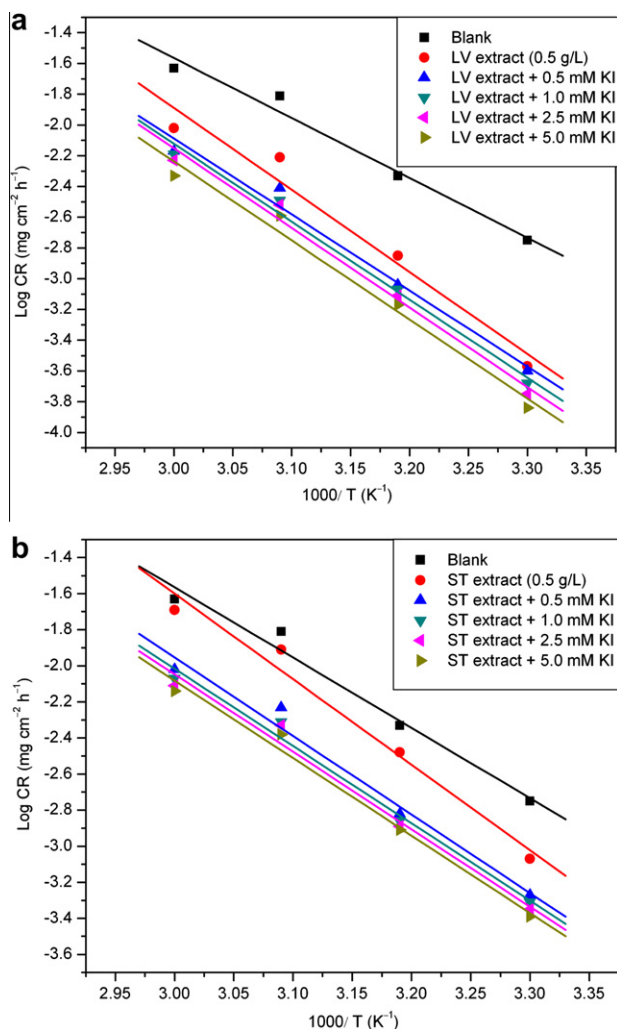 a
-1.4
-1.6
-1.8
-2.0
-2.2
-2.4
-2.6
-2.8
-3.0
-3.2
-3.4
-3.6
-3.8
-4.0
Log CR (mg cm⁻² h⁻¹)
Blank
LV extract (0.5 g/L)
LV extract + 0.5 mM KI
LV extract + 1.0 mM KI
LV extract + 2.5 mM KI
LV extract + 5.0 mM KI
2.95 3.00 3.05 3.10 3.15 3.20 3.25 3.30 3.35
1000/ T (K⁻¹)
b
-1.4
-1.6
-1.8
-2.0
-2.2
-2.4
-2.6
-2.8
-3.0
-3.2
-3.4
-3.6
Log CR (mg cm⁻² h⁻¹)
Blank
ST extract (0.5 g/L)
ST extract + 0.5 mM KI
ST extract + 1.0 mM KI
ST extract + 2.5 mM KI
ST extract + 5.0 mM KI
2.95 3.00 3.05 3.10 3.15 3.20 3.25 3.30 3.35
1000/ T (K⁻¹)